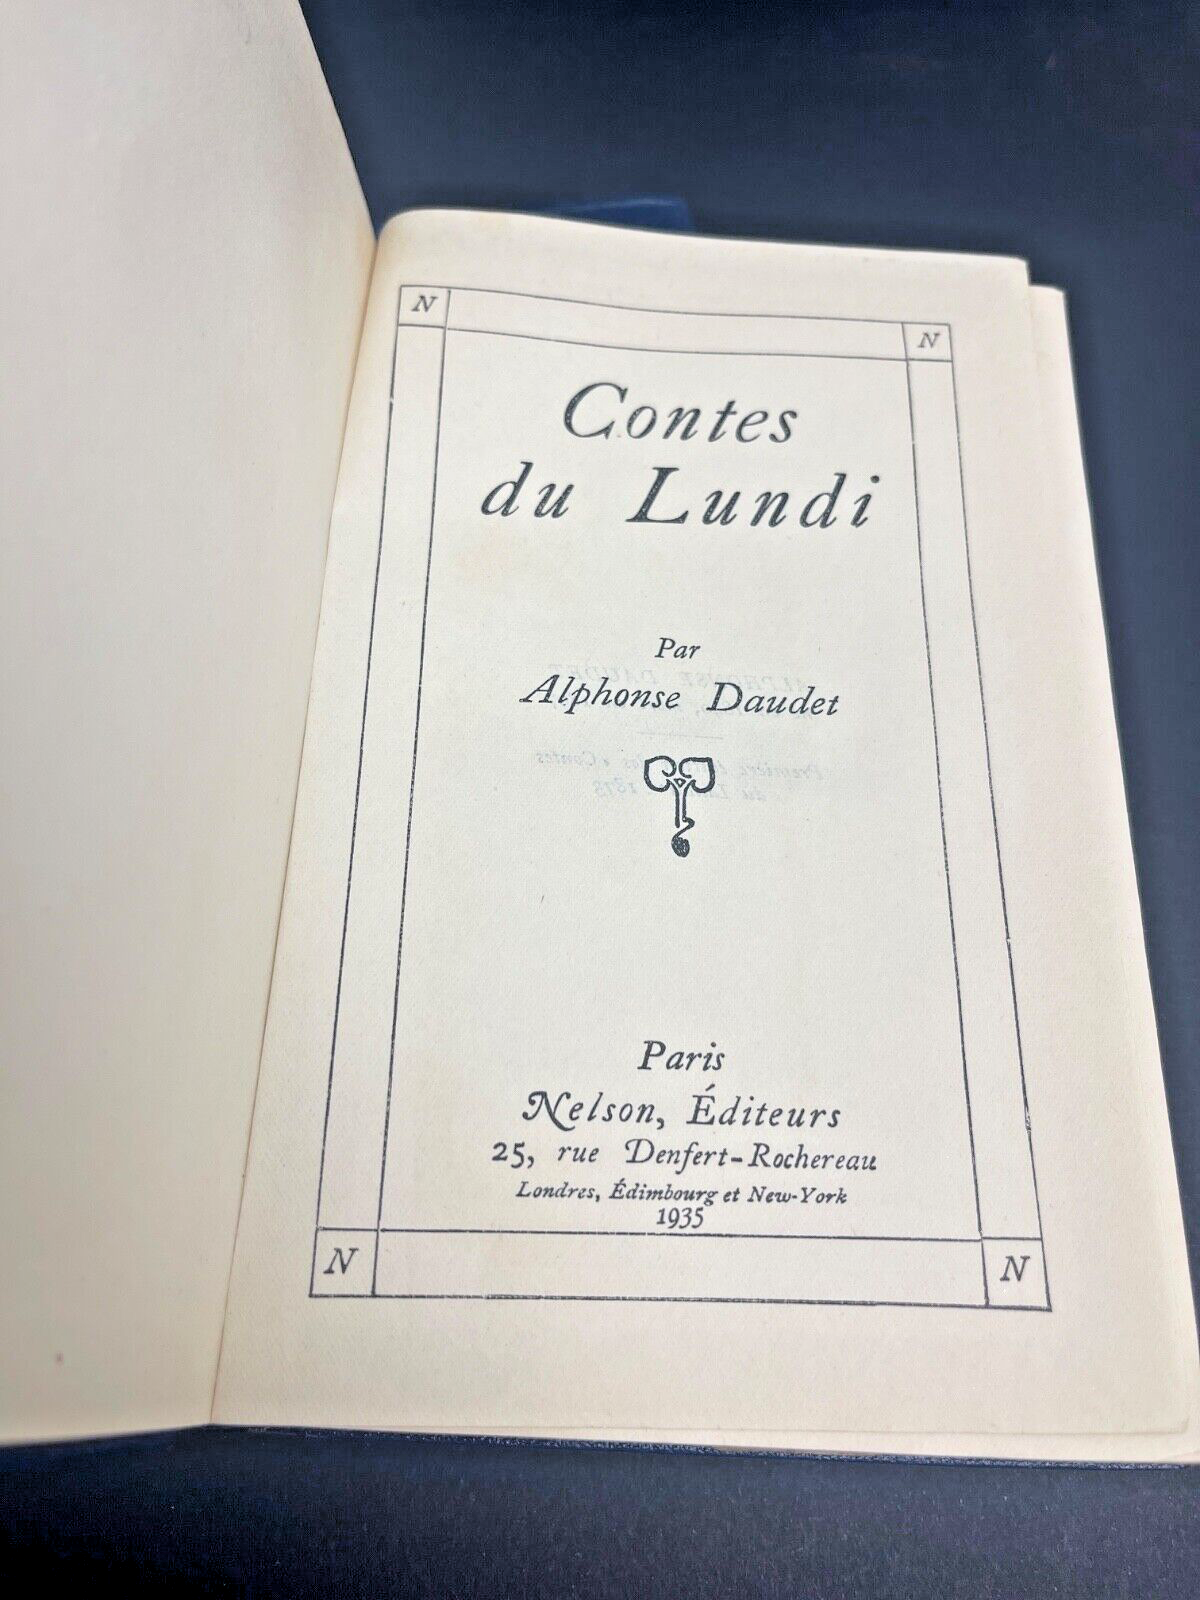 N N
Contes
du Lundi
Par
Alphonse Daudet
Paris
Nelson, Éditeurs
25, rue Denfert-Rochereau
Londres, Édimbourg et New-York
1935
N N